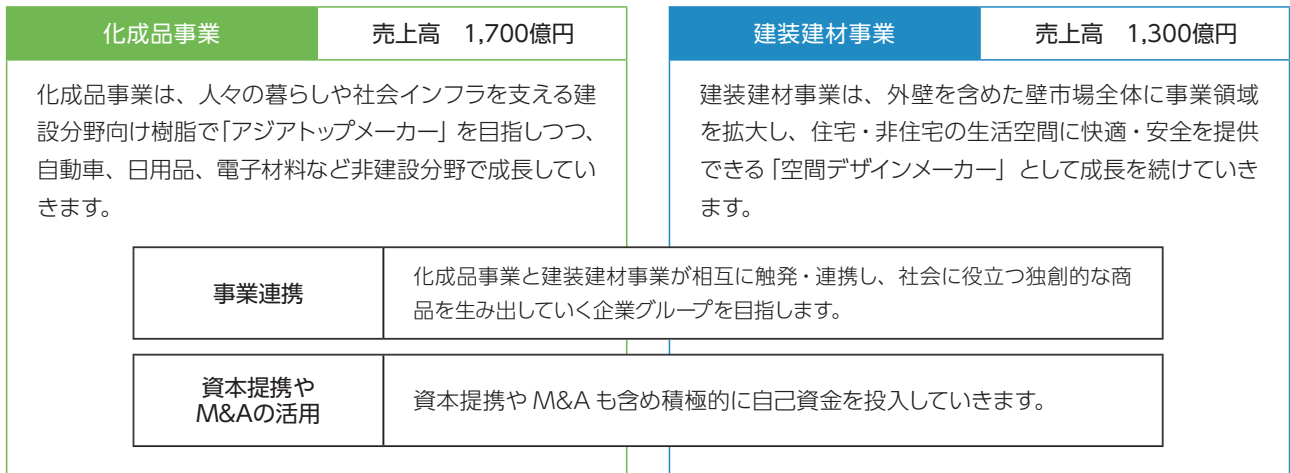 化成品事業
売上高 1,700億円
化成品事業は、人々の暮らしや社会インフラを支える建
設分野向け樹脂で「アジアトップメーカー」を目指しつつ、
自動車、日用品、電子材料など非建設分野で成長してい
きます。
建装建材事業
売上高 1,300億円
建装建材事業は、外壁を含めた壁市場全体に事業領域
を拡大し、住宅・非住宅の生活空間に快適・安全を提供
できる「空間デザインメーカー」として成長を続けていき
ます。
事業連携
化成品事業と建装建材事業が相互に触発・連携し、社会に役立つ独創的な商
品を生み出していく企業グループを目指します。
資本提携や
M&Aの活用
資本提携や M&A も含め積極的に自己資金を投入していきます。